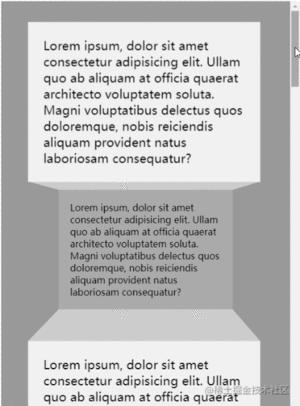 Lorem ipsum, dolor sit amet
consectetur adipisicing elit. Ullam
quo ab aliquam at officia quaerat
architecto voluptatem soluta.
Magni voluptatibus delectus quos
doloremque, nobis reiciendis
aliquam provident natus
laboriosam consequatur?
Lorem ipsum, dolor sit amet
consectetur adipisicing elit. Ullam
quo ab aliquam at officia quaerat
architecto voluptatem soluta.
Magni voluptatibus delectus quos
doloremque, nobis reiciendis
aliquam provident natus
laboriosam consequatur?
Lorem ipsum, dolor sit amet
consectetur adipisicing elit. Ullam
quo ab aliquam at officia quaerat
@稀土掘金技术社区